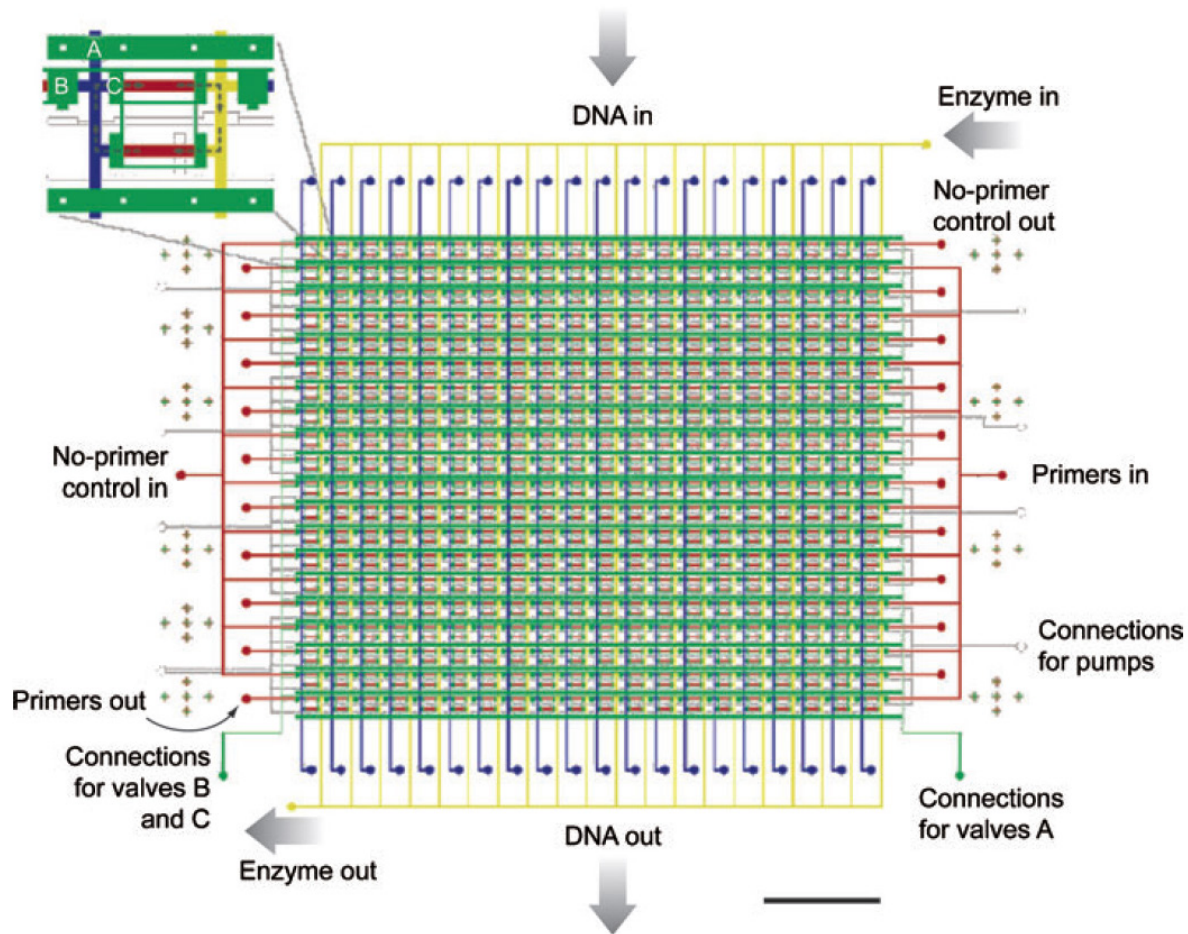 A
B
C
DNA in
Enzyme in
No-primer
control out
No-primer
control in
Primers in
Connections
for pumps
Primers out
Connections
for valves B
and C
Connections
for valves A
DNA out
Enzyme out